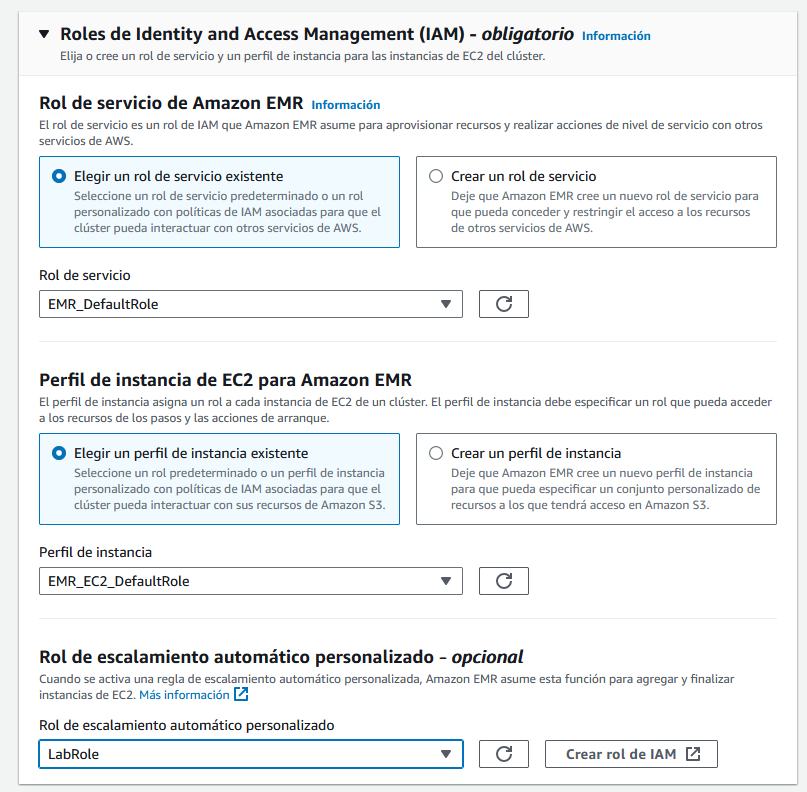 Roles de Identity and Access Management (IAM) - obligatorio Información
Elija o cree un rol de servicio y un perfil de instancia para las instancias de EC2 del clúster.
Rol de servicio de Amazon EMR Información
El rol de servicio es un rol de IAM que Amazon EMR asume para aprovisionar recursos y realizar acciones de nivel de servicio con otros
servicios de AWS.
Elegir un rol de servicio existente
Seleccione un rol de servicio predeterminado o un rol
personalizado con políticas de IAM asociadas para que el
clúster pueda interactuar con otros servicios de AWS.
Crear un rol de servicio
Deje que Amazon EMR cree un nuevo rol de servicio para
que pueda conceder y restringir el acceso a los recursos
de otros servicios de AWS.
Rol de servicio
EMR_DefaultRole
Perfil de instancia de EC2 para Amazon EMR
El perfil de instancia asigna un rol a cada instancia de EC2 de un clúster. El perfil de instancia debe especificar un rol que pueda acceder
a los recursos de los pasos y las acciones de arranque.
Elegir un perfil de instancia existente
Seleccione un rol predeterminado o un perfil de instancia
personalizado con políticas de IAM asociadas para que el
clúster pueda interactuar con sus recursos de Amazon S3.
Crear un perfil de instancia
Deje que Amazon EMR cree un nuevo perfil de instancia
para que pueda especificar un conjunto personalizado de
recursos a los que tendrá acceso en Amazon S3.
Perfil de instancia
EMR_EC2_DefaultRole
Rol de escalamiento automático personalizado - opcional
Cuando se activa una regla de escalamiento automático personalizada, Amazon EMR asume esta función para agregar y finalizar
instancias de EC2. Más información
Rol de escalamiento automático personalizado
LabRole
Crear rol de IAM